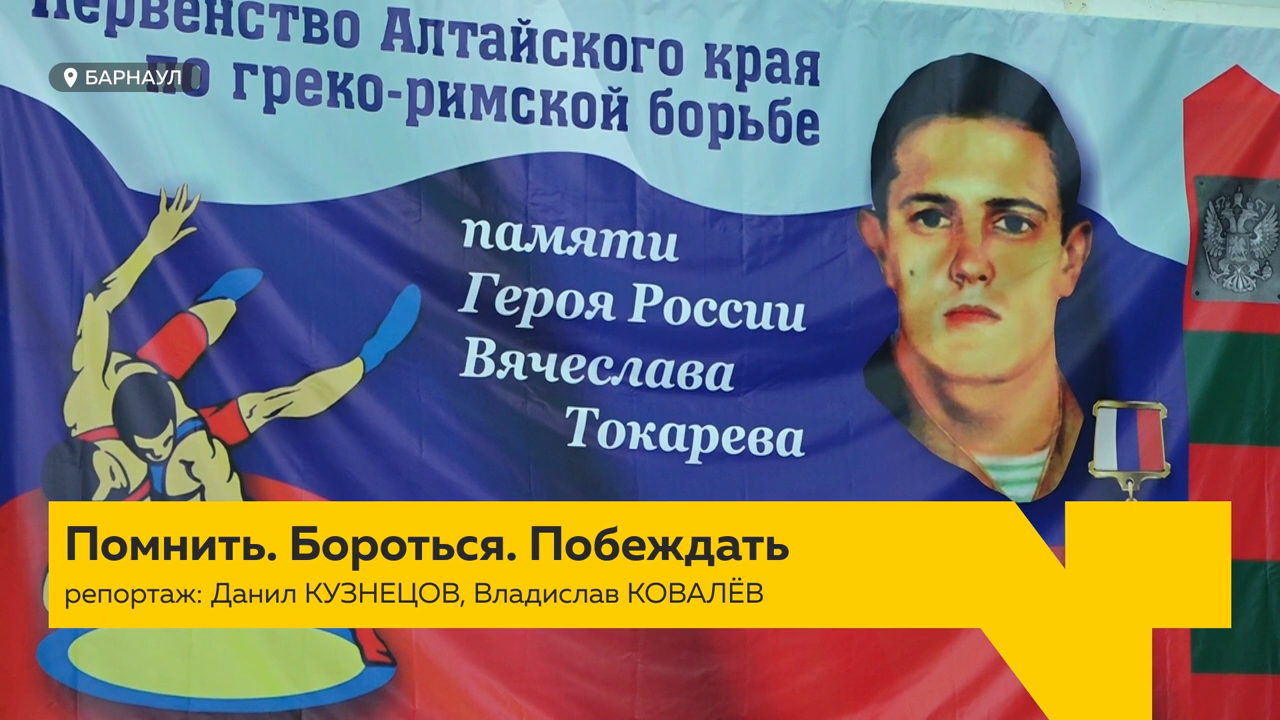 Первенство Алтайского края
по греко-римской борьбе
БАРНАУЛ
памяти
Героя России
Вячеслава
Токарева
Помнить. Бороться. Побеждать
репортаж: Данил КУЗНЕЦОВ, Владислав КОВАЛЁВ